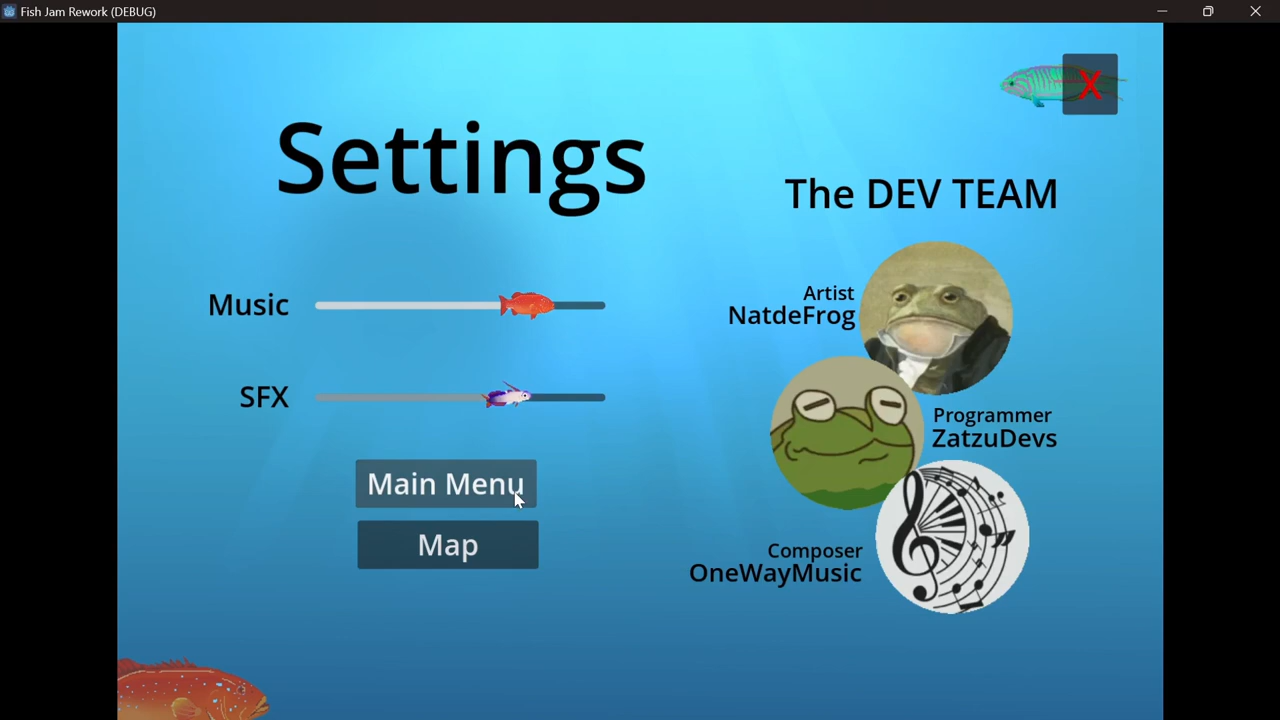 Fish Jam Rework (DEBUG)
X
Settings
The DEV TEAM
Music
Artist
NatdeFrog
SFX
Programmer
ZatzuDevs
Main Menu
Map
Composer
OneWayMusic